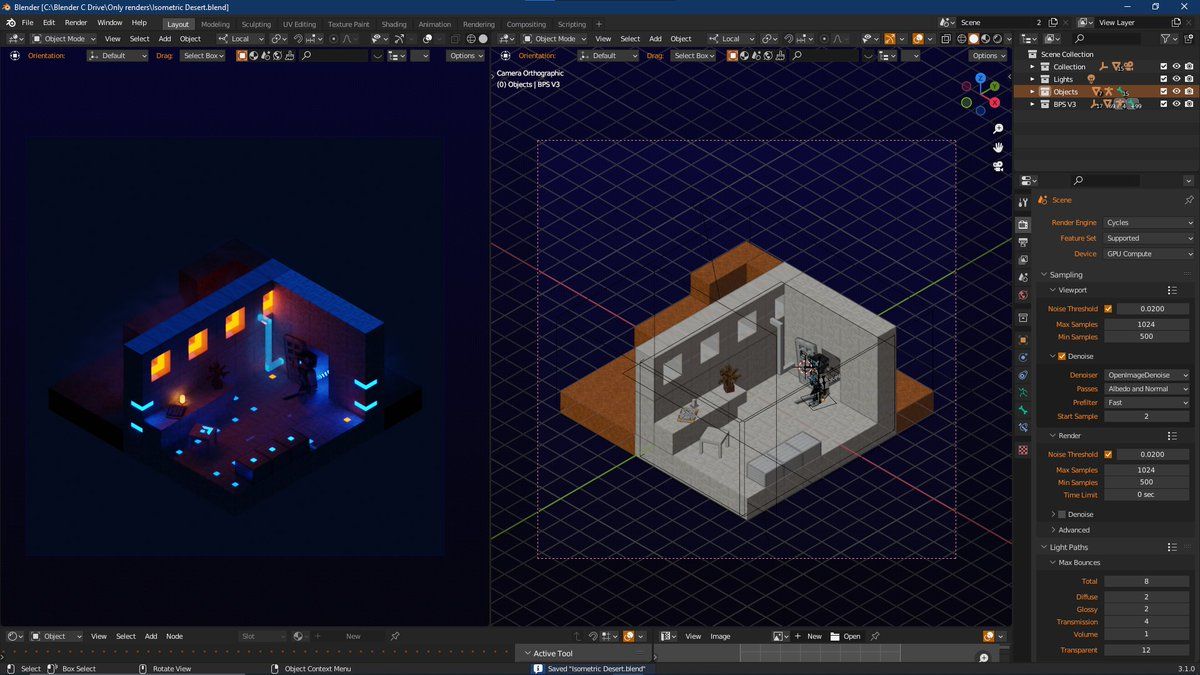 Blender [C:\Blender C Drive\Only renders\Isometric Desert.blend]
File Edit Render Window Help Layout Modeling Sculpting UV Editing Texture Paint Shading Animation Rendering Compositing Scripting + Scene 2 View Layer
Object Mode View Select Add Object Local Object Mode View Select Add Object Local
Orientation: Default Drag: Select Box Options Orientation: Default Drag: Select Box Options
Camera Orthographic
(0) Objects | BPS V3
Scene Collection
Collection
Lights
Objects
BPS V3
Scene
Render Engine Cycles
Feature Set Supported
Device GPU Compute
Sampling
Viewport
Noise Threshold 0.0200
Max Samples 1024
Min Samples 500
Denoise
Denoiser OpenImageDenoise
Passes Albedo and Normal
Prefilter Fast
Start Sample 2
Render
Noise Threshold 0.0200
Max Samples 1024
Min Samples 500
Time Limit 0 sec
Denoise
Advanced
Light Paths
Max Bounces
Total 8
Diffuse 2
Glossy 2
Transmission 4
Volume 1
Transparent 12
Object View Select Add Node Slot New View Image New Open
Active Tool
Select Box Select Rotate View Object Context Menu Saved "Isometric Desert.blend" 3.1.0